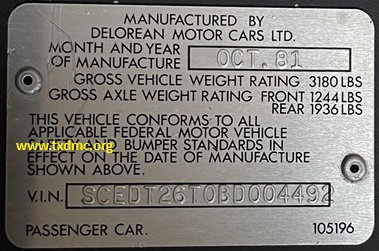 MANUFACTURED BY
DELOREAN MOTOR CARS LTD.
MONTH AND YEAR
OF MANUFACTURE OCT. 81
GROSS VEHICLE WEIGHT RATING 3180 LBS
GROSS AXLE WEIGHT RATING FRONT 1244 LBS
REAR 1936 LBS
THIS VEHICLE CONFORMS TO ALL
APPLICABLE FEDERAL MOTOR VEHICLE
www.txdmc.org BUMPER STANDARDS IN
EFFECT ON THE DATE OF MANUFACTURE
SHOWN ABOVE.
V.I.N. SCEDT26T0BD004492
PASSENGER CAR. 105196